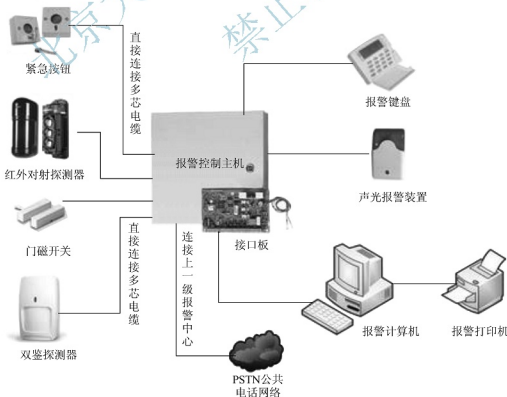 北京
禁止
紧急按钮
直接连接多芯电缆
报警键盘
红外对射探测器
报警控制主机
声光报警装置
门磁开关
接口板
直接连接多芯电缆
连接上一级报警中心
双鉴探测器
报警计算机
报警打印机
PSTN公共
电话网络